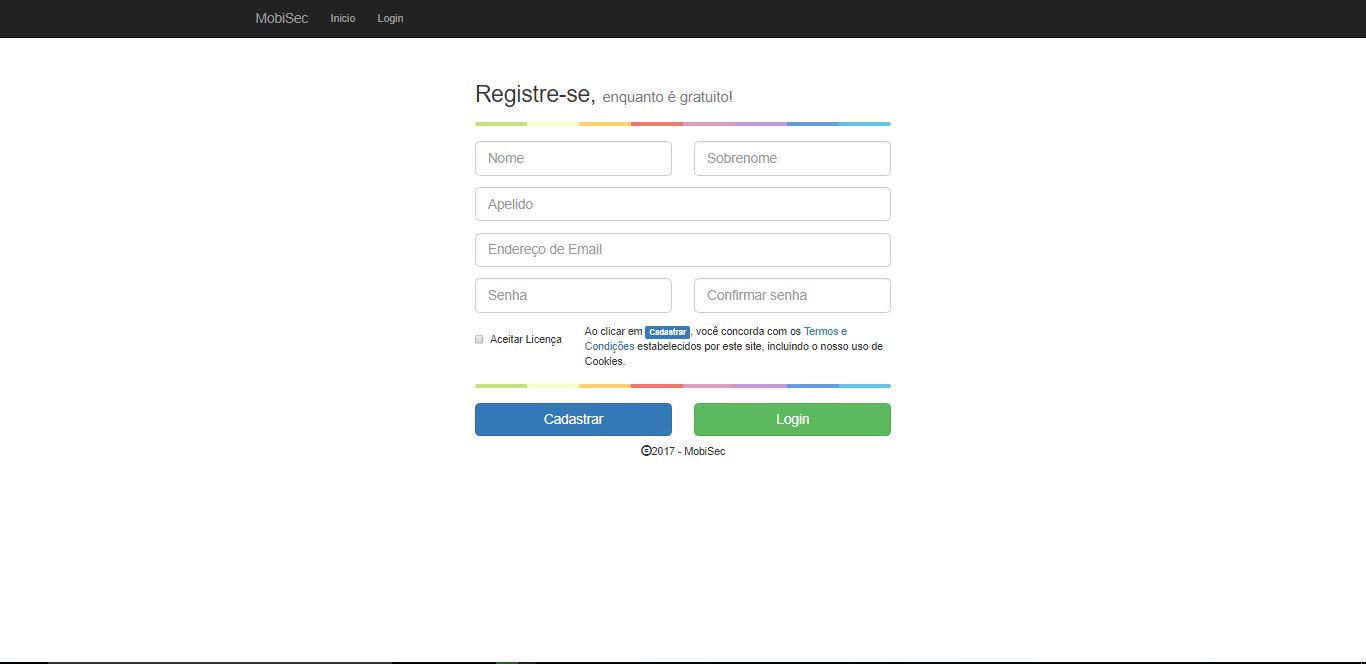 MobiSec Inicio Login
Registre-se, enquanto é gratuito!
Nome Sobrenome
Apelido
Endereço de Email
Senha Confirmar senha
Aceitar Licença
Ao clicar em Cadastrar, você concorda com os Termos e
Condições estabelecidos por este site, incluindo o nosso uso de
Cookies.
Cadastrar Login
©2017 - MobiSec